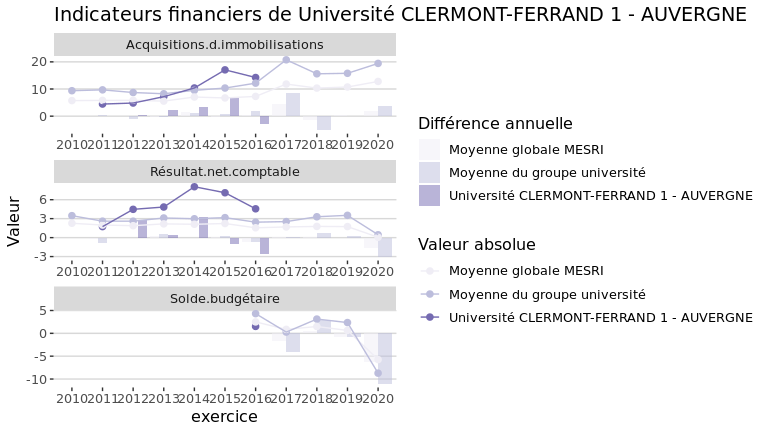 Indicateurs financiers de Université CLERMONT-FERRAND 1 - AUVERGNE
Acquisitions.d.immobilisations
20
10
0
2010 2011 2012 2013 2014 2015 2016 2017 2018 2019 2020
Résultat.net.comptable
6
3
0
-3
2010 2011 2012 2013 2014 2015 2016 2017 2018 2019 2020
Solde.budgétaire
5
0
-5
-10
2010 2011 2012 2013 2014 2015 2016 2017 2018 2019 2020
Valeur
exercice
Différence annuelle
Moyenne globale MESRI
Moyenne du groupe université
Université CLERMONT-FERRAND 1 - AUVERGNE
Valeur absolue
Moyenne globale MESRI
Moyenne du groupe université
Université CLERMONT-FERRAND 1 - AUVERGNE